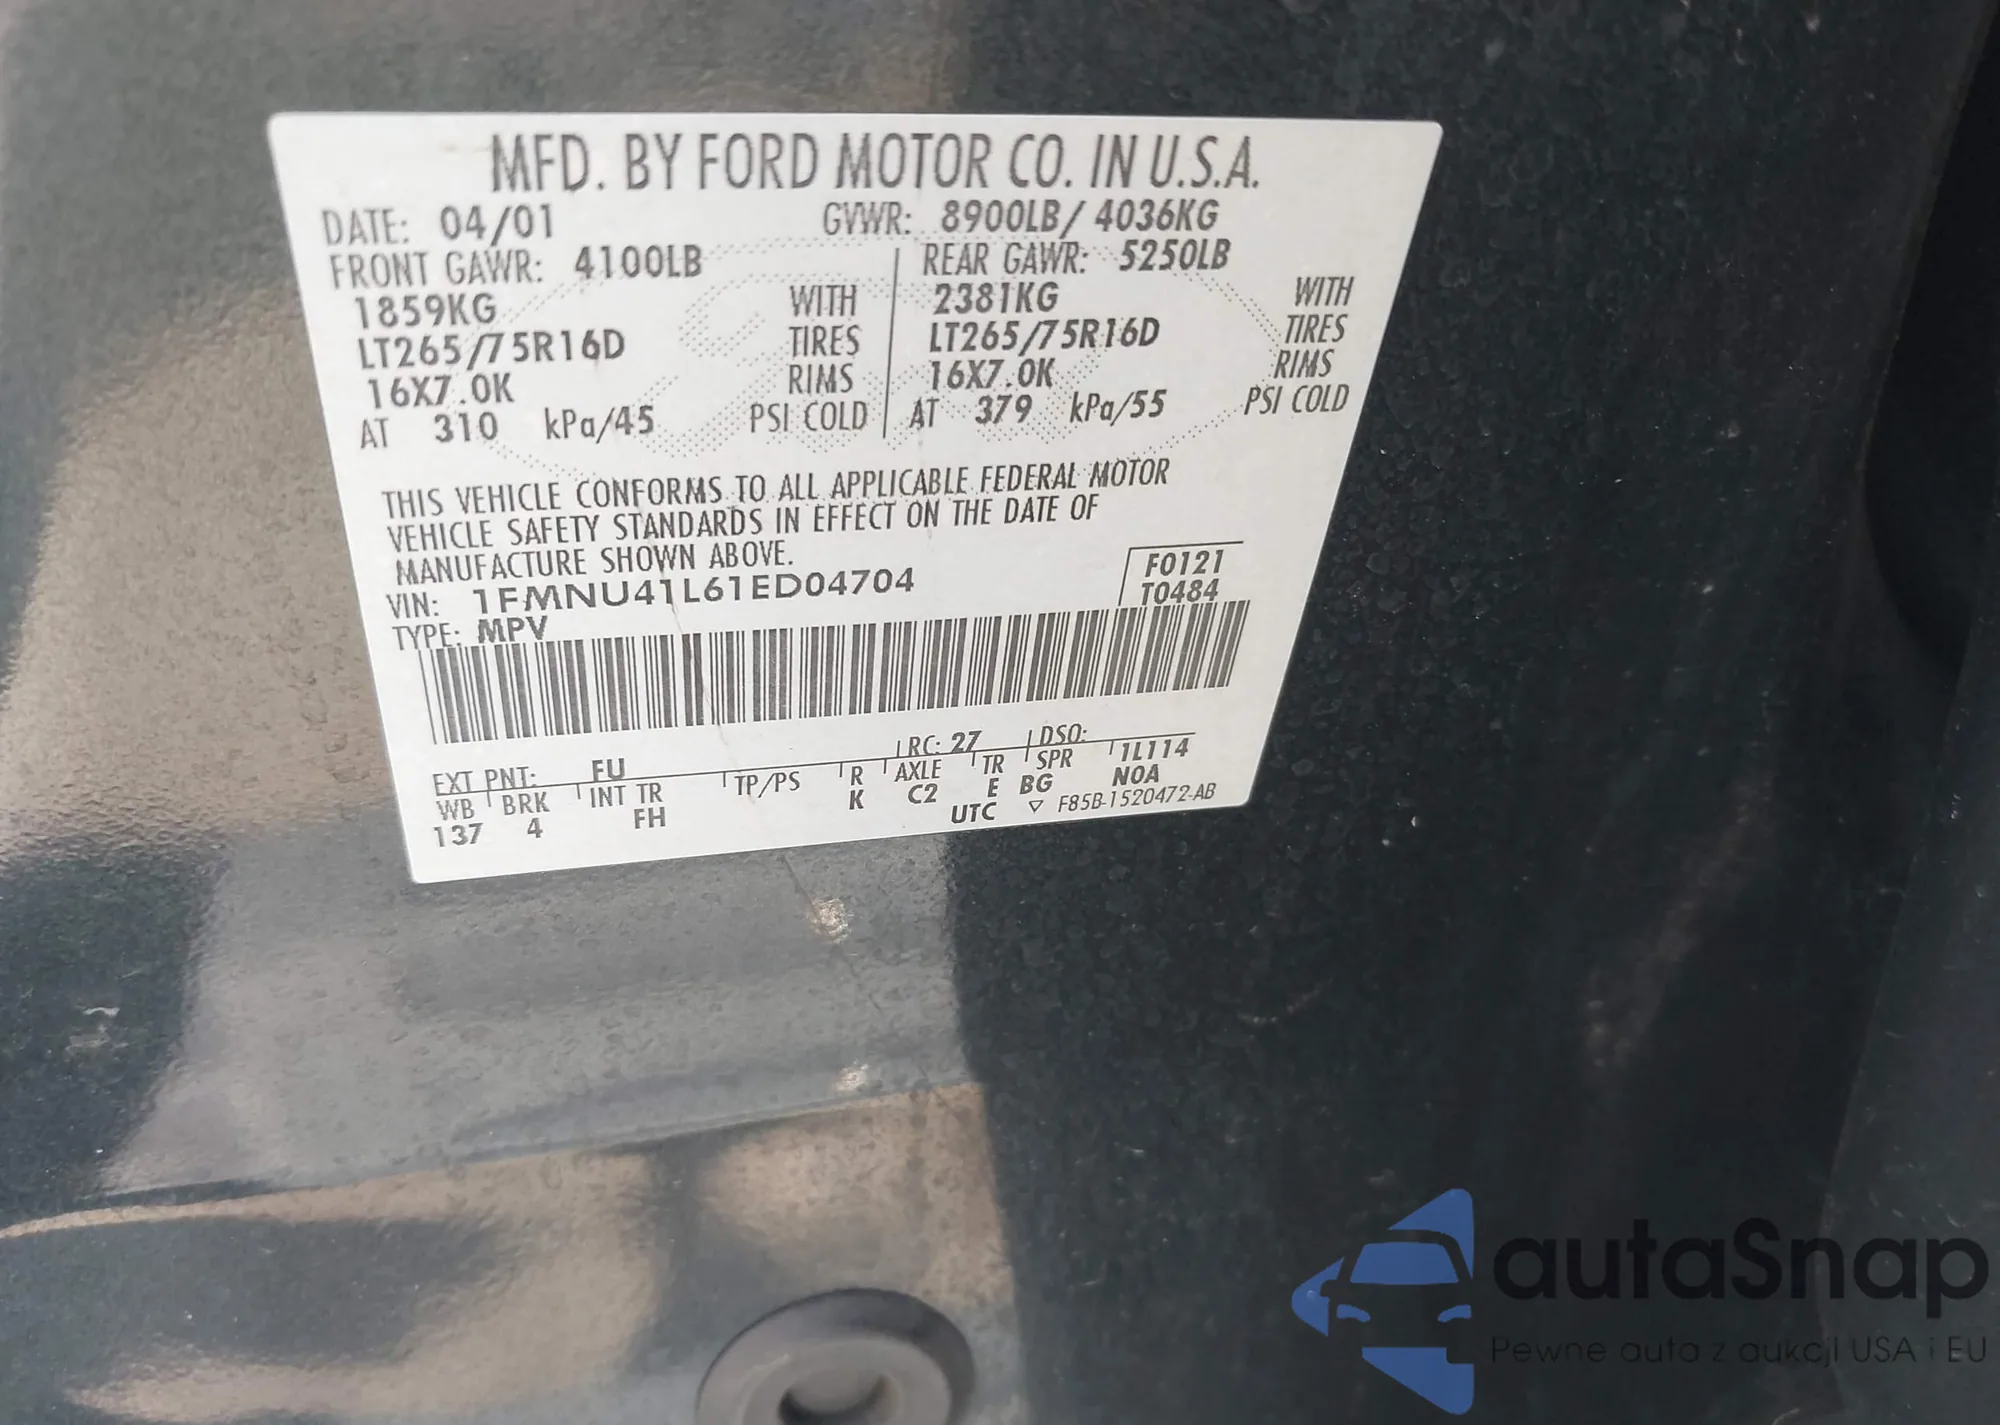 MFD. BY FORD MOTOR CO. IN U.S.A.
DATE: 04/01 GVWR: 8900LB/ 4036KG
FRONT GAWR: 4100LB REAR GAWR: 5250LB
1859KG WITH 2381KG WITH
LT265/75R16D TIRES LT265/75R16D TIRES
16X7.0K RIMS 16X7.0K RIMS
AT 310 kPa/45 PSI COLD AT 379 kPa/55 PSI COLD
THIS VEHICLE CONFORMS TO ALL APPLICABLE FEDERAL MOTOR
VEHICLE SAFETY STANDARDS IN EFFECT ON THE DATE OF
MANUFACTURE SHOWN ABOVE.
VIN: 1FMNU41L61ED04704 F0121
TYPE: MPV T0484
EXT PNT: FU RC: 27 DSO:
WB BRK INT TR TP/PS R AXLE TR SPR 1L114
137 4 FH K C2 E BG N0A
UTC ▽ F85B-1520472-AB
autaSnap
Pewne auta z aukcji USA i EU